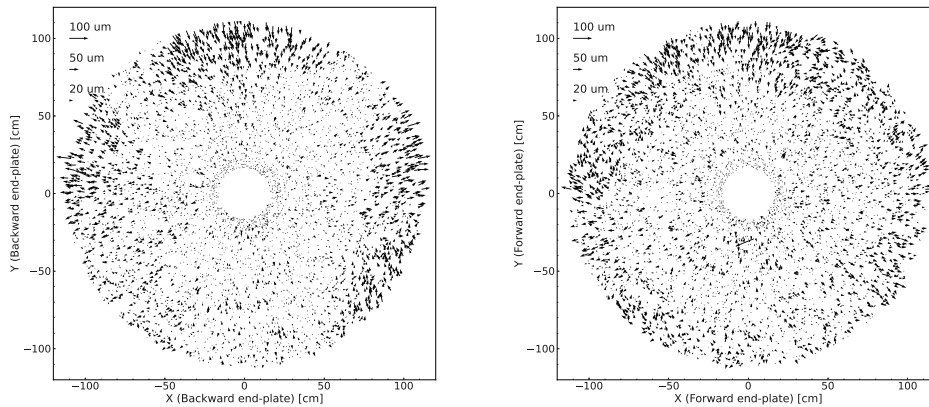 100 um
50 um
20 um
100
50
0
−50
−100
Y (Backward end-plate) [cm]
−100
−50
0
50
100
X (Backward end-plate) [cm]
100 um
50 um
20 um
100
50
0
−50
−100
Y (Forward end-plate) [cm]
−100
−50
0
50
100
X (Forward end-plate) [cm]